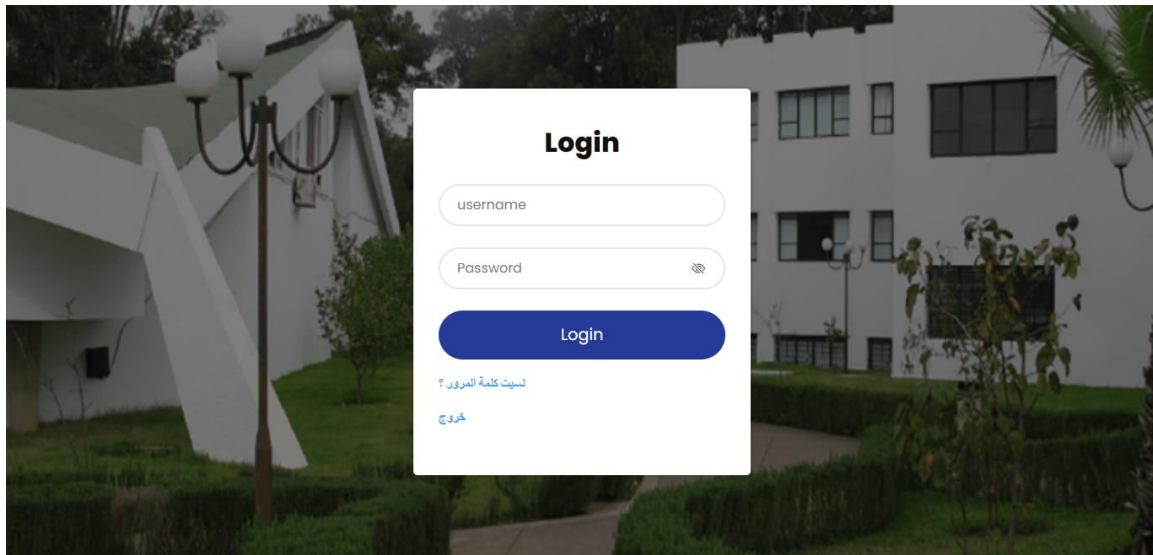 Login
username
Password
Login
نسيت كلمة المرور ؟
خروج